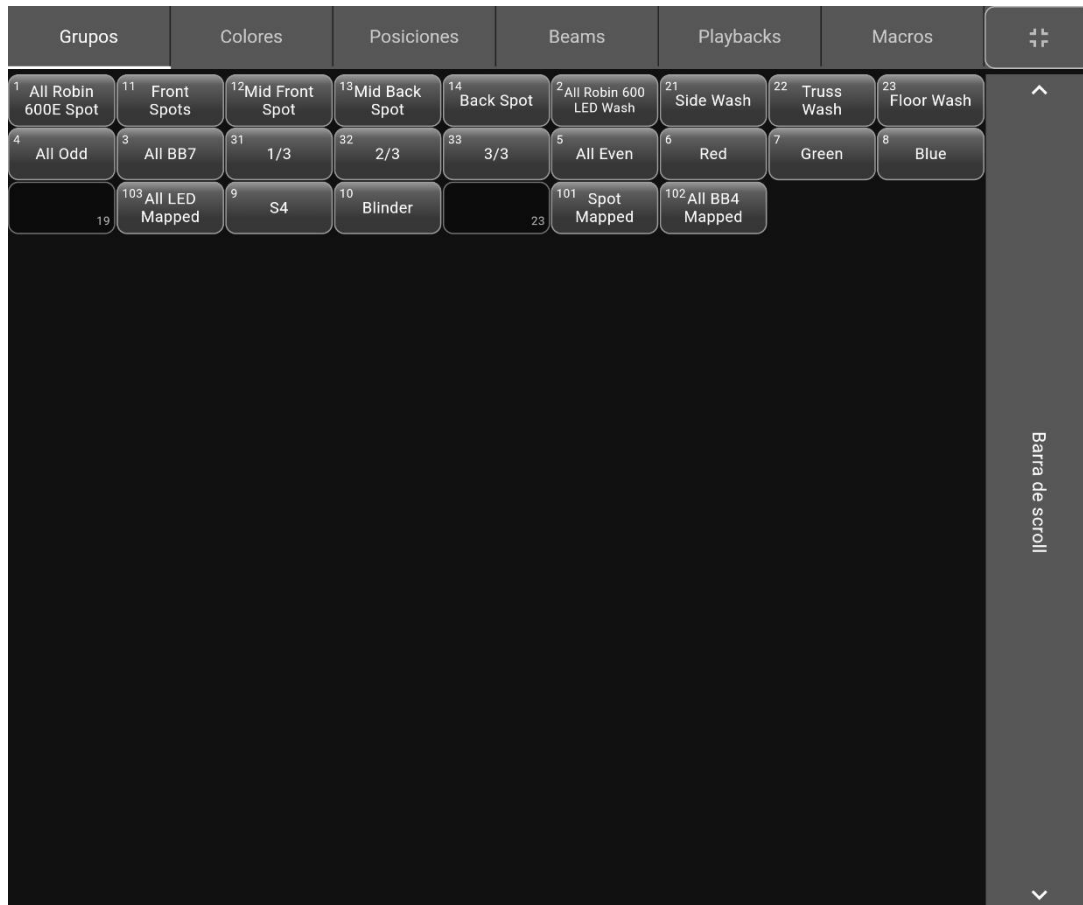 Grupos Colores Posiciones Beams Playbacks Macros
1 All Robin 600E Spot
11 Front Spots
12 Mid Front Spot
13 Mid Back Spot
14 Back Spot
2 All Robin 600 LED Wash
21 Side Wash
22 Truss Wash
23 Floor Wash
4 All Odd
3 All BB7
31 1/3
32 2/3
33 3/3
5 All Even
6 Red
7 Green
8 Blue
19
103 All LED Mapped
9 S4
10 Blinder
23
101 Spot Mapped
102 All BB4 Mapped
Barra de scroll